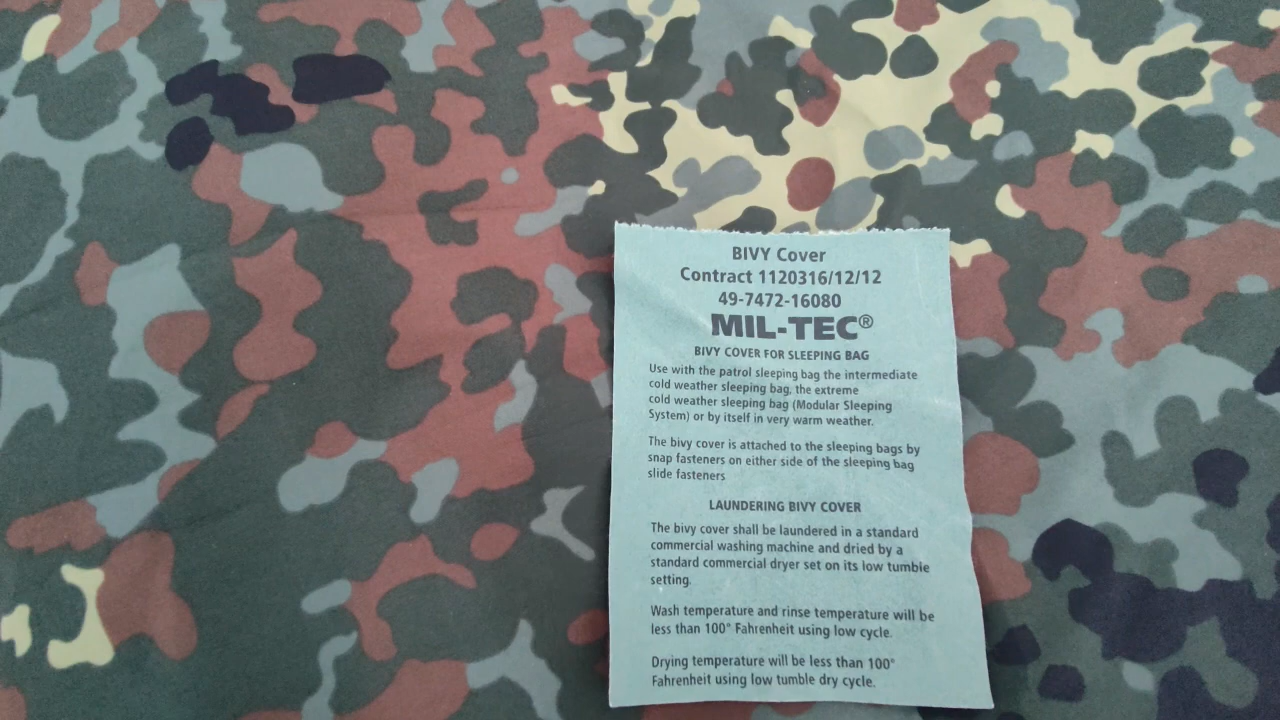 BIVY Cover
Contract 1120316/12/12
49-7472-16080
MIL-TEC®
BIVY COVER FOR SLEEPING BAG
Use with the patrol sleeping bag the intermediate
cold weather sleeping bag, the extreme
cold weather sleeping bag (Modular Sleeping
System) or by itself in very warm weather.
The bivy cover is attached to the sleeping bags by
snap fasteners on either side of the sleeping bag
slide fasteners
LAUNDERING BIVY COVER
The bivy cover shall be laundered in a standard
commercial washing machine and dried by a
standard commercial dryer set on its low tumble
setting.
Wash temperature and rinse temperature will be
less than 100° Fahrenheit using low cycle.
Drying temperature will be less than 100°
Fahrenheit using low tumble dry cycle.